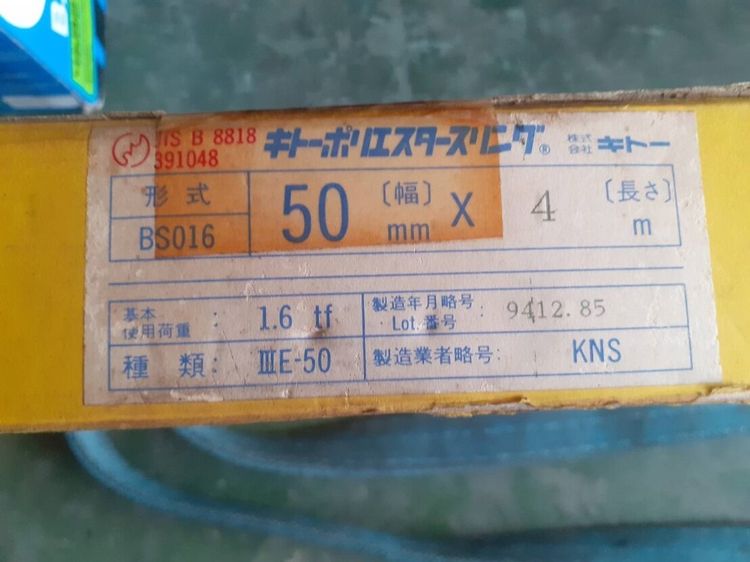 JIS B 8818
391048
キトーポリエスタースリング®
株式会社 キトー
形式
BS016
50 〔幅〕mm X 4 〔長さ〕m
基本使用荷重 : 1.6 tf
製造年月略号 Lot.番号 : 9412.85
種類: ⅢE-50
製造業者略号: KNS